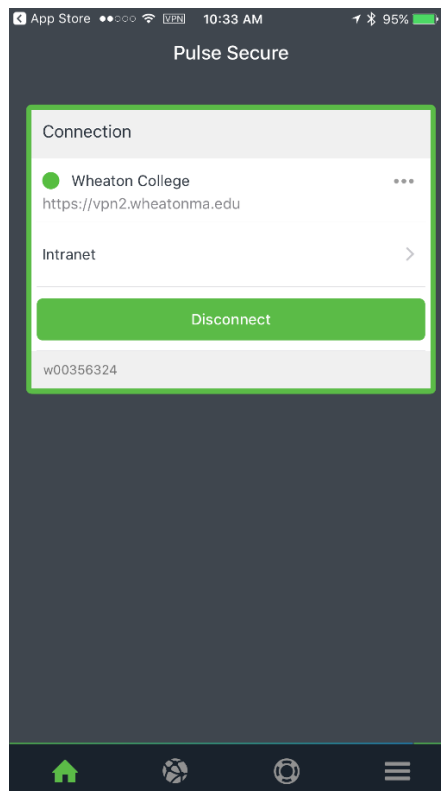 App Store VPN 10:33 AM 95%
Pulse Secure
Connection
Wheaton College
https://vpn2.wheatonma.edu
Intranet
Disconnect
w00356324